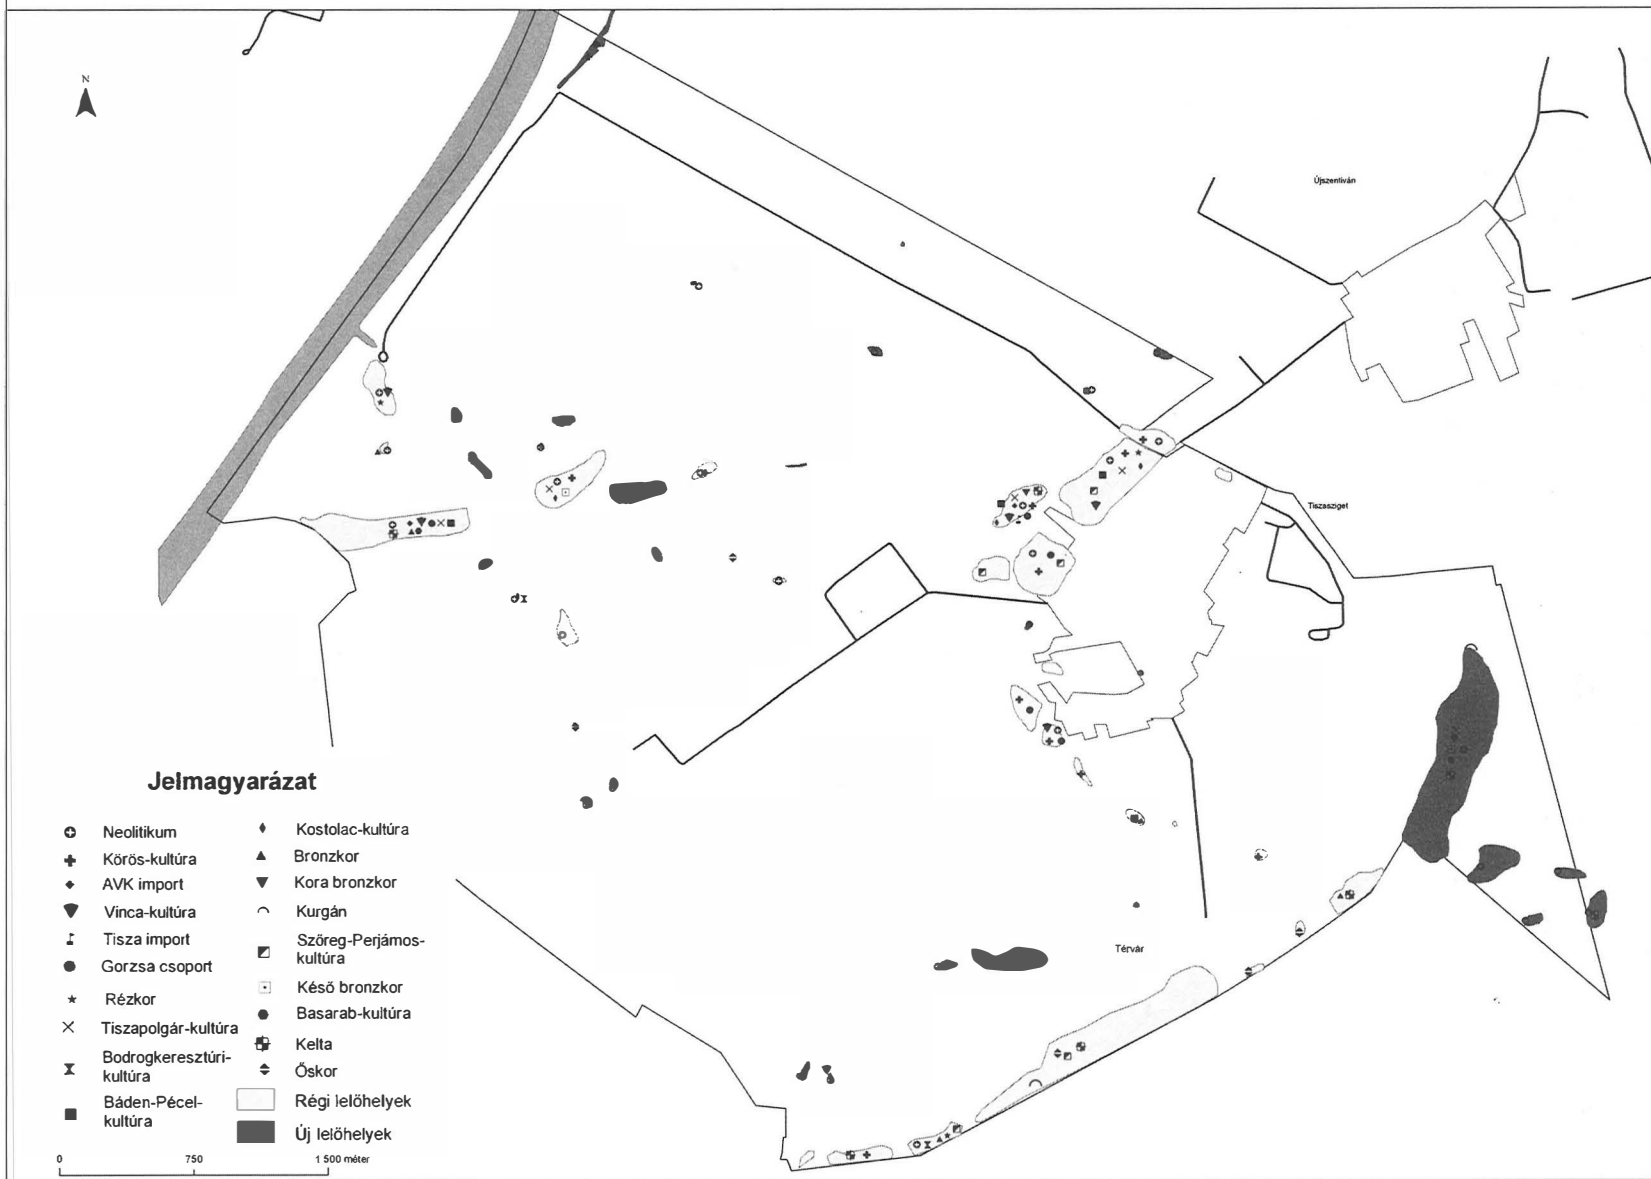 N
Újszentiván
Tiszasziget
Térvár
Jelmagyarázat
Neolitikum
Körös-kultúra
AVK import
Vinca-kultúra
Tisza import
Gorzsa csoport
Rézkor
Tiszapolgár-kultúra
Bodrogkeresztúri-
kultúra
Báden-Pécel-
kultúra
Kostolac-kultúra
Bronzkor
Kora bronzkor
Kurgán
Szőreg-Perjámos-
kultúra
Késő bronzkor
Basarab-kultúra
Kelta
Őskor
Régi lelőhelyek
Új lelőhelyek
0 750 1 500 méter